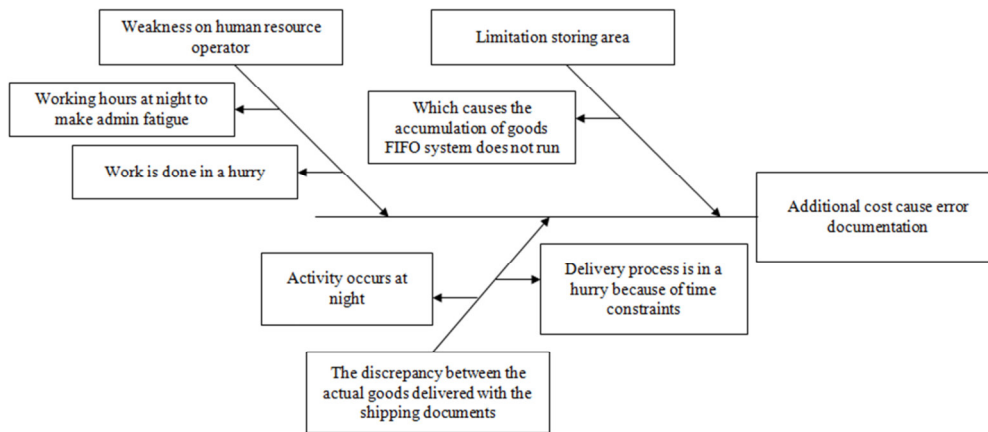 Weakness on human resource
operator
Limitation storing area
Working hours at night to
make admin fatigue
Which causes the
accumulation of goods
FIFO system does not run
Work is done in a hurry
Additional cost cause error
documentation
Activity occurs at
night
Delivery process is in a
hurry because of time
constraints
The discrepancy between the
actual goods delivered with the
shipping documents